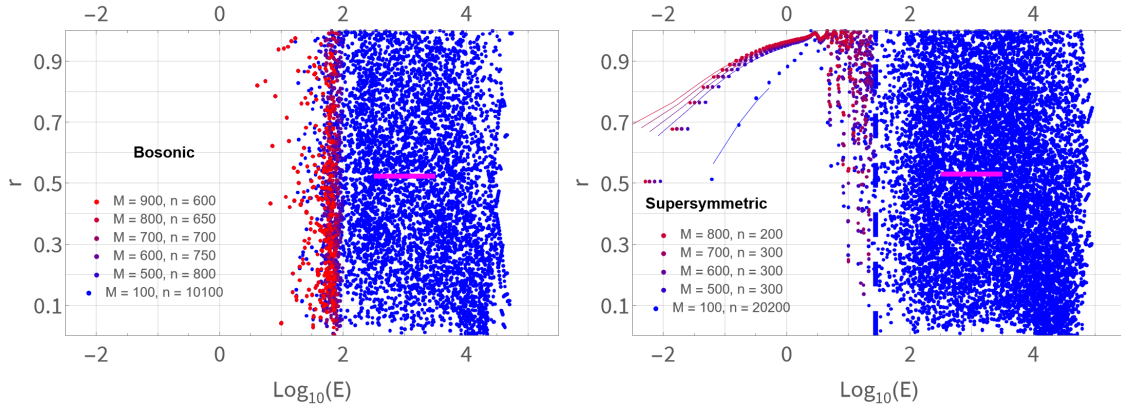 −2 0 2 4
0.9
0.7
0.5
0.3
0.1
r
Bosonic
M = 900, n = 600
M = 800, n = 650
M = 700, n = 700
M = 600, n = 750
M = 500, n = 800
M = 100, n = 10100
−2 0 2 4
Log10(E)
−2 0 2 4
0.9
0.7
0.5
0.3
0.1
r
Supersymmetric
M = 800, n = 200
M = 700, n = 300
M = 600, n = 300
M = 500, n = 300
M = 100, n = 20200
−2 0 2 4
Log10(E)